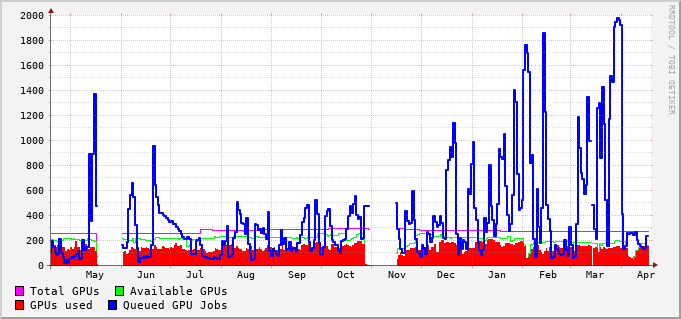 RRDTOOL / TOBI OETIKER
2000
1800
1600
1400
1200
1000
800
600
400
200
0
May Jun Jul Aug Sep Oct Nov Dec Jan Feb Mar Apr
Total GPUs Available GPUs
GPUs used Queued GPU Jobs